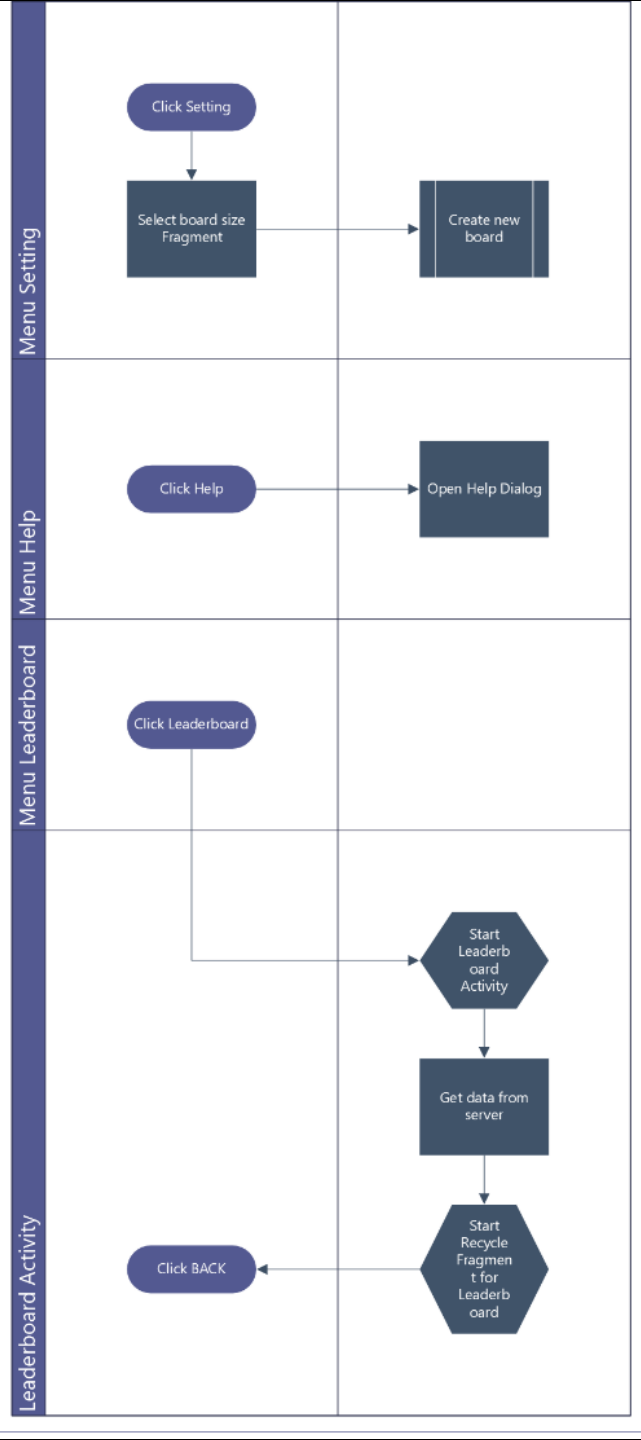 Menu Setting
Click Setting
Select board size
Fragment
Create new
board
Menu Help
Click Help
Open Help Dialog
Menu Leaderboard
Click Leaderboard
Leaderboard Activity
Start
Leaderb
oard
Activity
Get data from
server
Start
Recycle
Fragmen
t for
Leaderb
oard
Click BACK